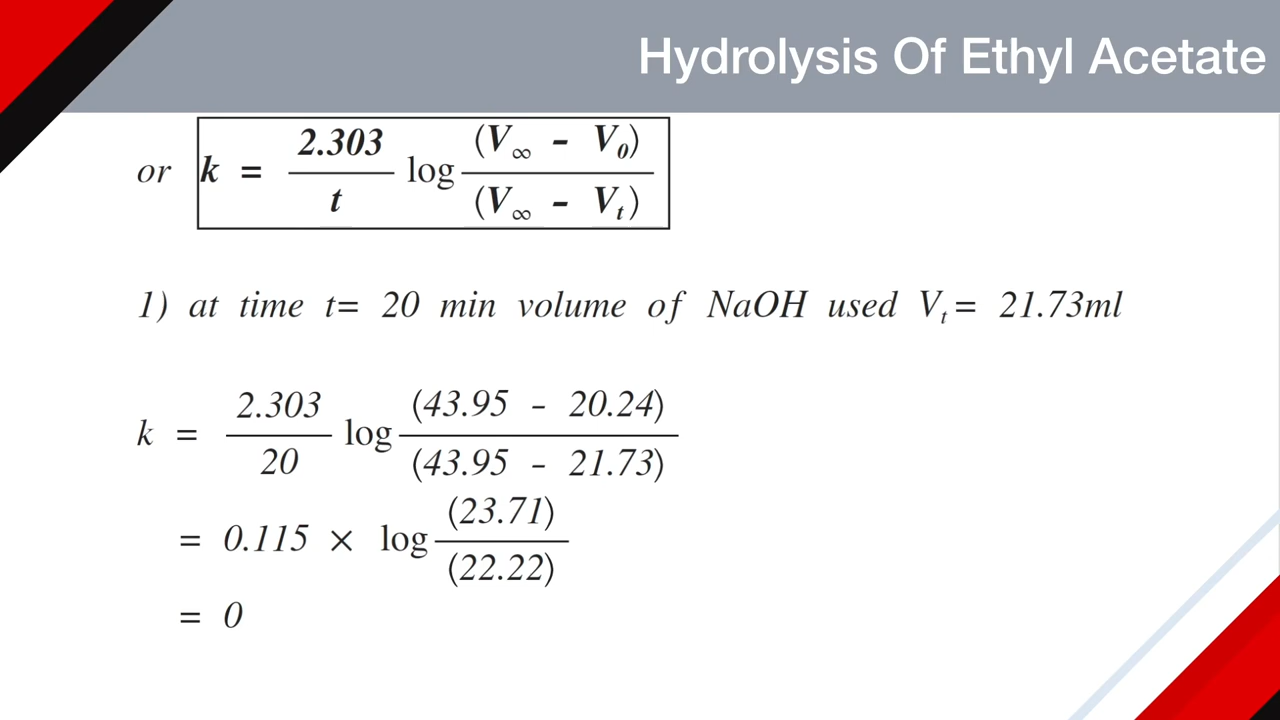 Hydrolysis Of Ethyl Acetate
or k = 2.303/t log (V∞ - V0)/(V∞ - Vt)
1) at time t= 20 min volume of NaOH used Vt= 21.73ml
k = 2.303/20 log (43.95 - 20.24)/(43.95 - 21.73)
= 0.115 × log (23.71)/(22.22)
= 0